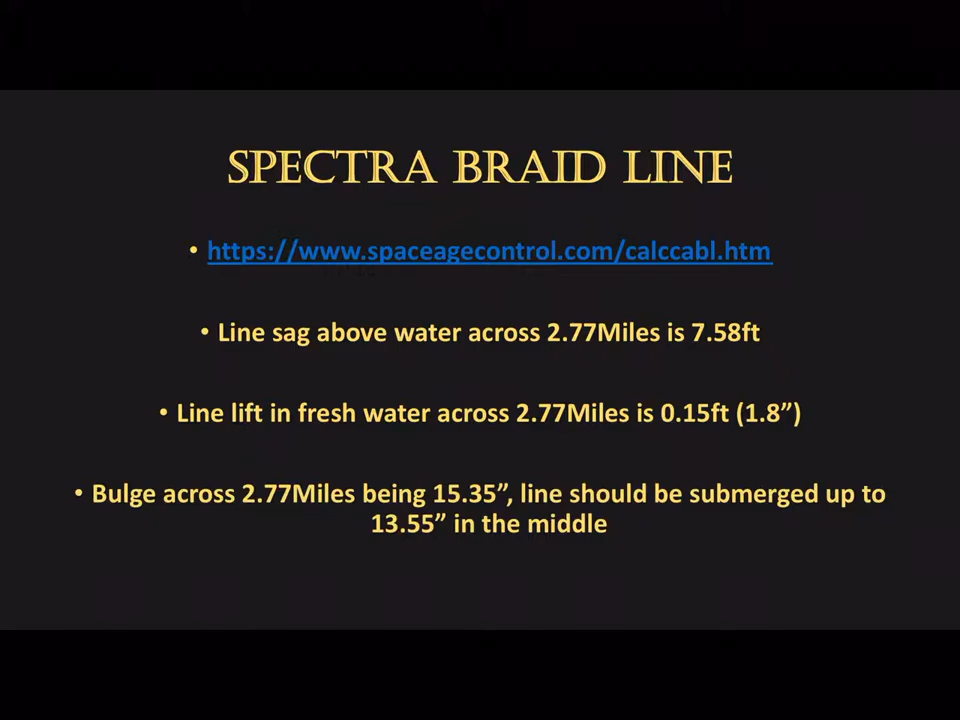 SPECTRA BRAID LINE
• https://www.spaceagecontrol.com/calccabl.htm
• Line sag above water across 2.77Miles is 7.58ft
• Line lift in fresh water across 2.77Miles is 0.15ft (1.8”)
• Bulge across 2.77Miles being 15.35”, line should be submerged up to
13.55” in the middle